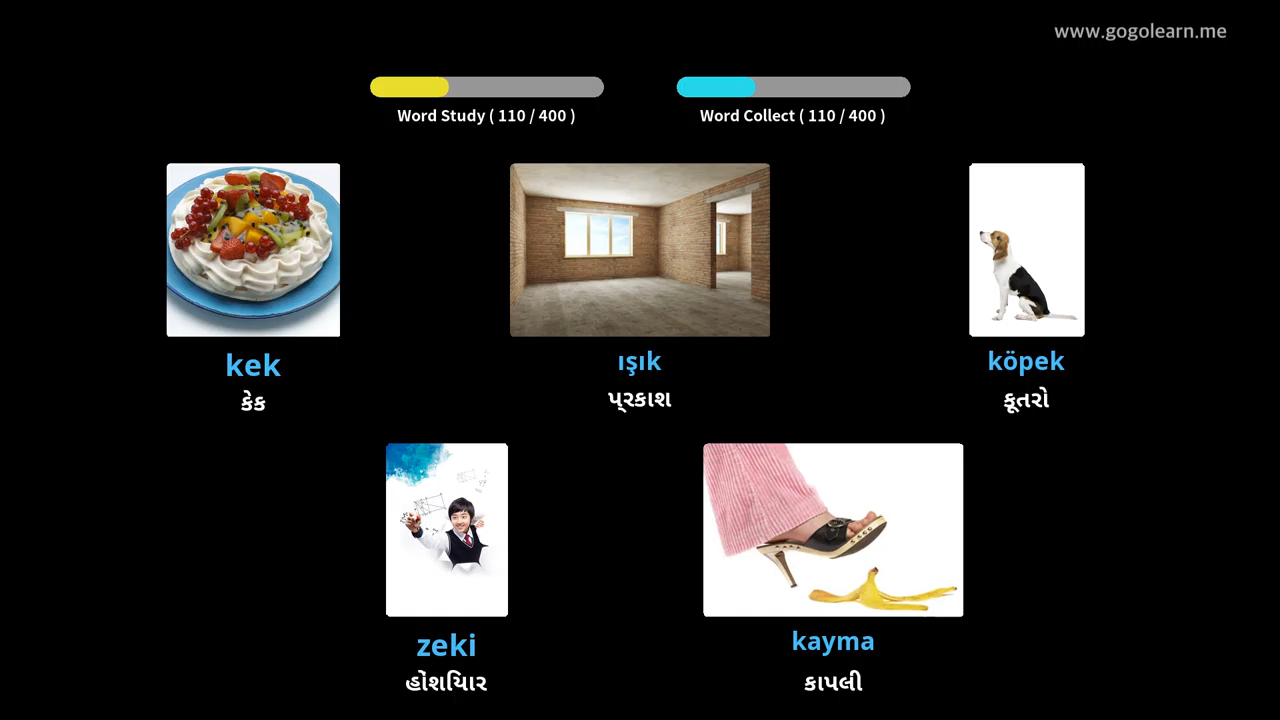 www.gogolearn.me
Word Study ( 110 / 400 )
Word Collect ( 110 / 400 )
kek
કેક
ışık
પ્રકાશ
köpek
કૂતરો
zeki
હોશિયાર
kayma
કાપલી